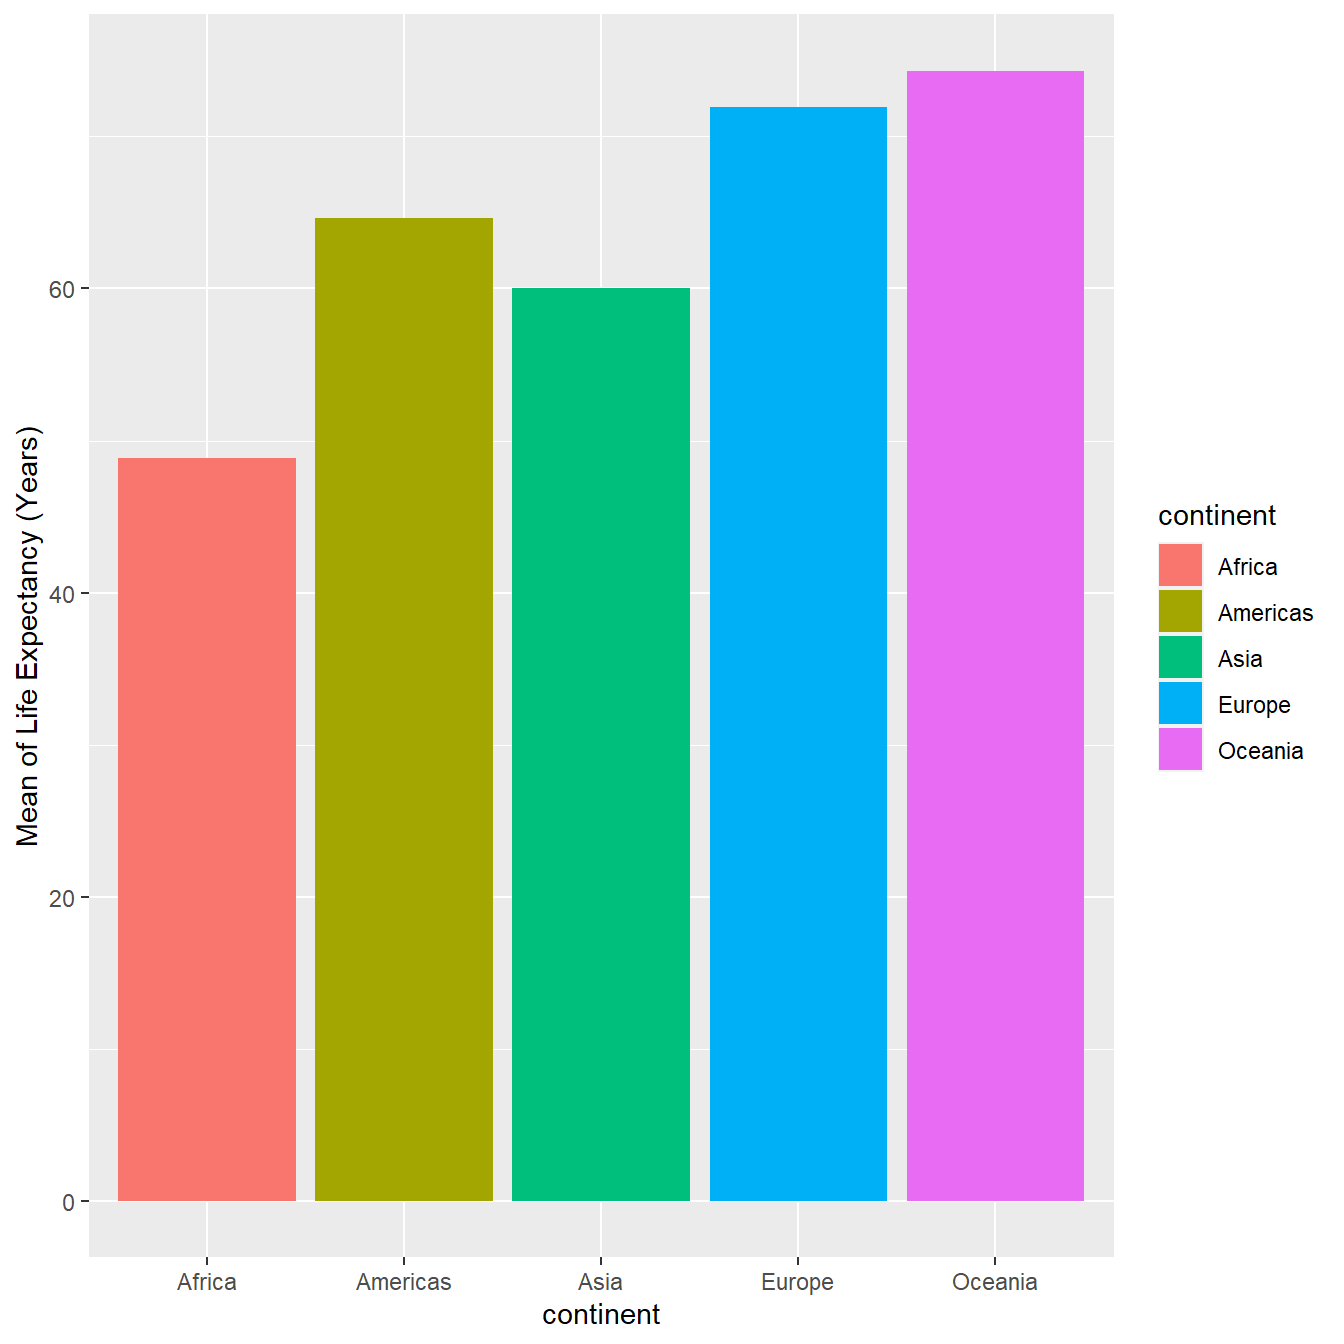 Mean of Life Expectancy (Years)
60
40
20
0
Africa
Americas
Asia
Europe
Oceania
continent
continent
Africa
Americas
Asia
Europe
Oceania